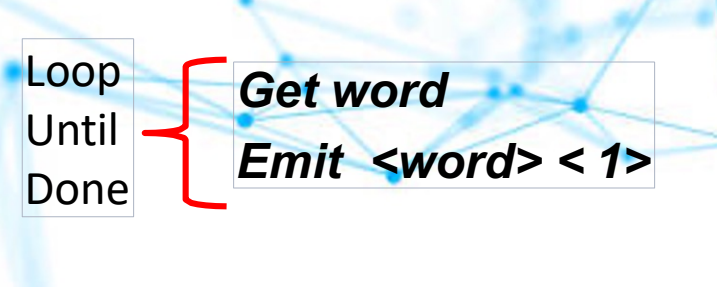 Loop
Until
Done
Get word
Emit <word> < 1>